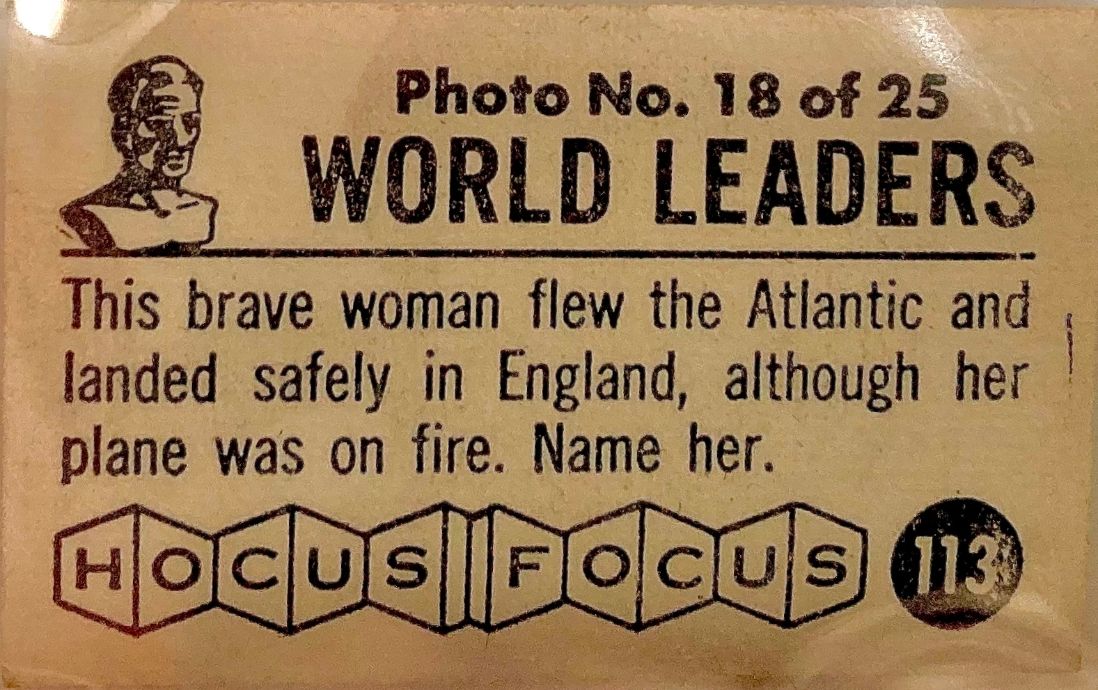 Photo No. 18 of 25
WORLD LEADERS
This brave woman flew the Atlantic and
landed safely in England, although her
plane was on fire. Name her.
HOCUS FOCUS 113